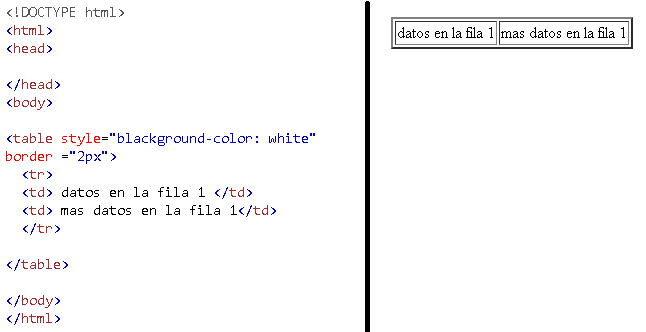 <!DOCTYPE html>
<html>
<head>
</head>
<body>
<table style="blackground-color: white"
border ="2px">
<tr>
<td> datos en la fila 1 </td>
<td> mas datos en la fila 1</td>
</tr>
</table>
</body>
</html>
datos en la fila 1 mas datos en la fila 1